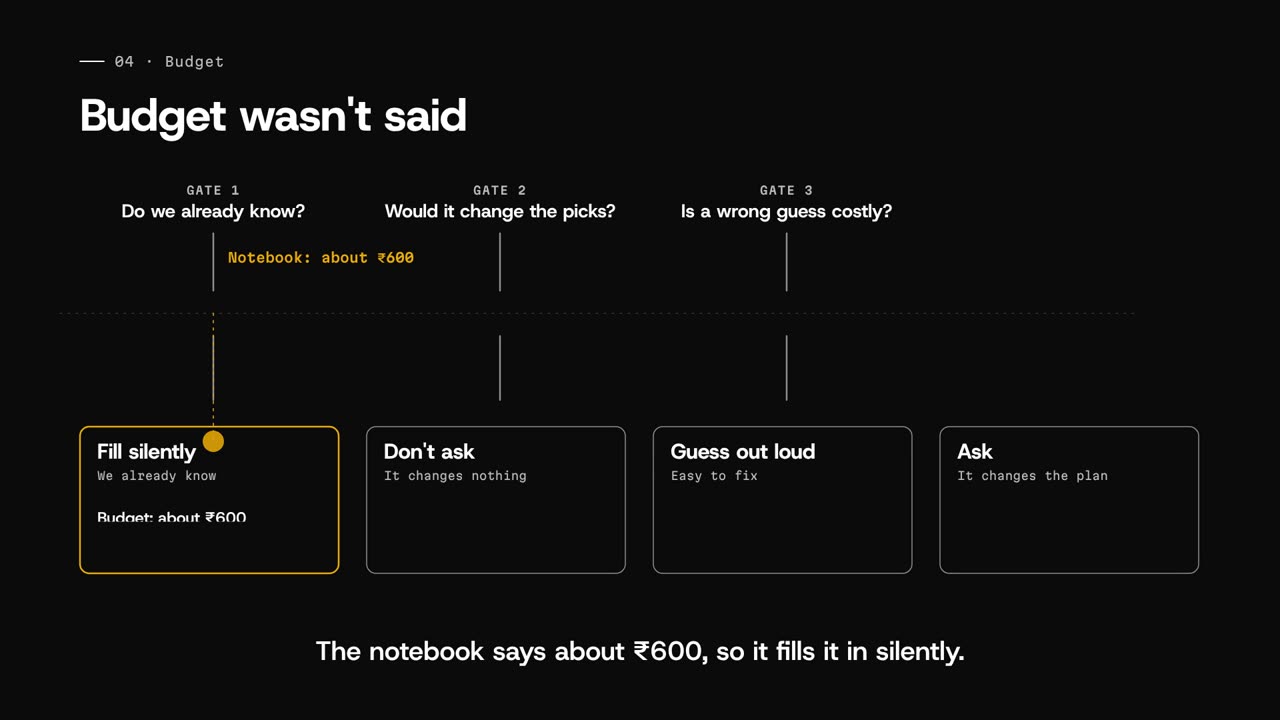 04 · Budget
Budget wasn't said
GATE 1
Do we already know?
GATE 2
Would it change the picks?
GATE 3
Is a wrong guess costly?
Notebook: about ₹600
Fill silently
We already know
Budget: about ₹600
Don't ask
It changes nothing
Guess out loud
Easy to fix
Ask
It changes the plan
The notebook says about ₹600, so it fills it in silently.